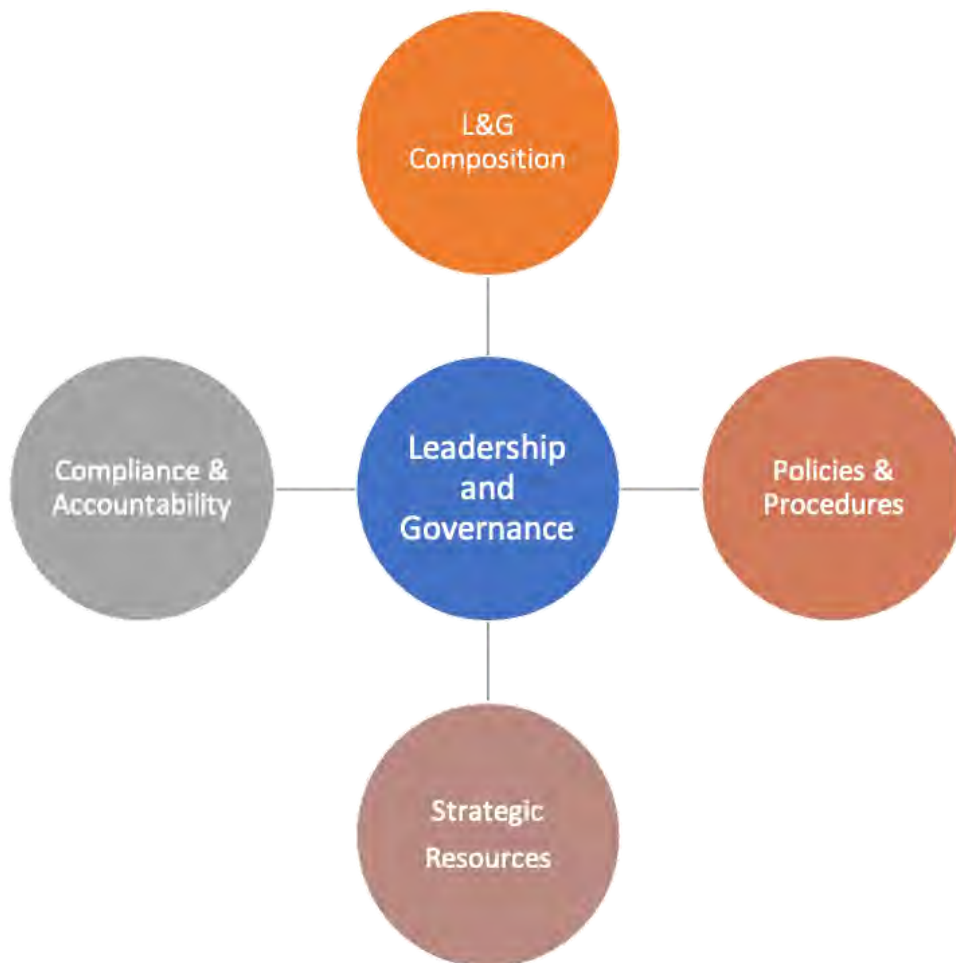 L&G
Composition
Compliance &
Accountability
Leadership
and
Governance
Policies &
Procedures
Strategic
Resources